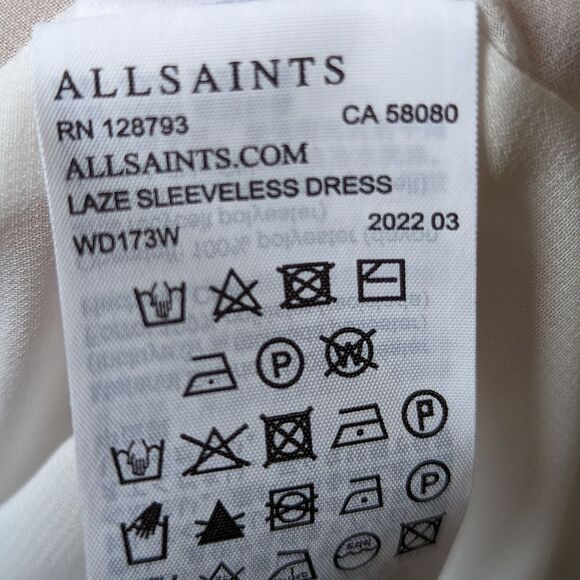 ALLSAINTS
RN 128793 CA 58080
ALLSAINTS.COM
LAZE SLEEVELESS DRESS
WD173W 2022 03
P W
P
P